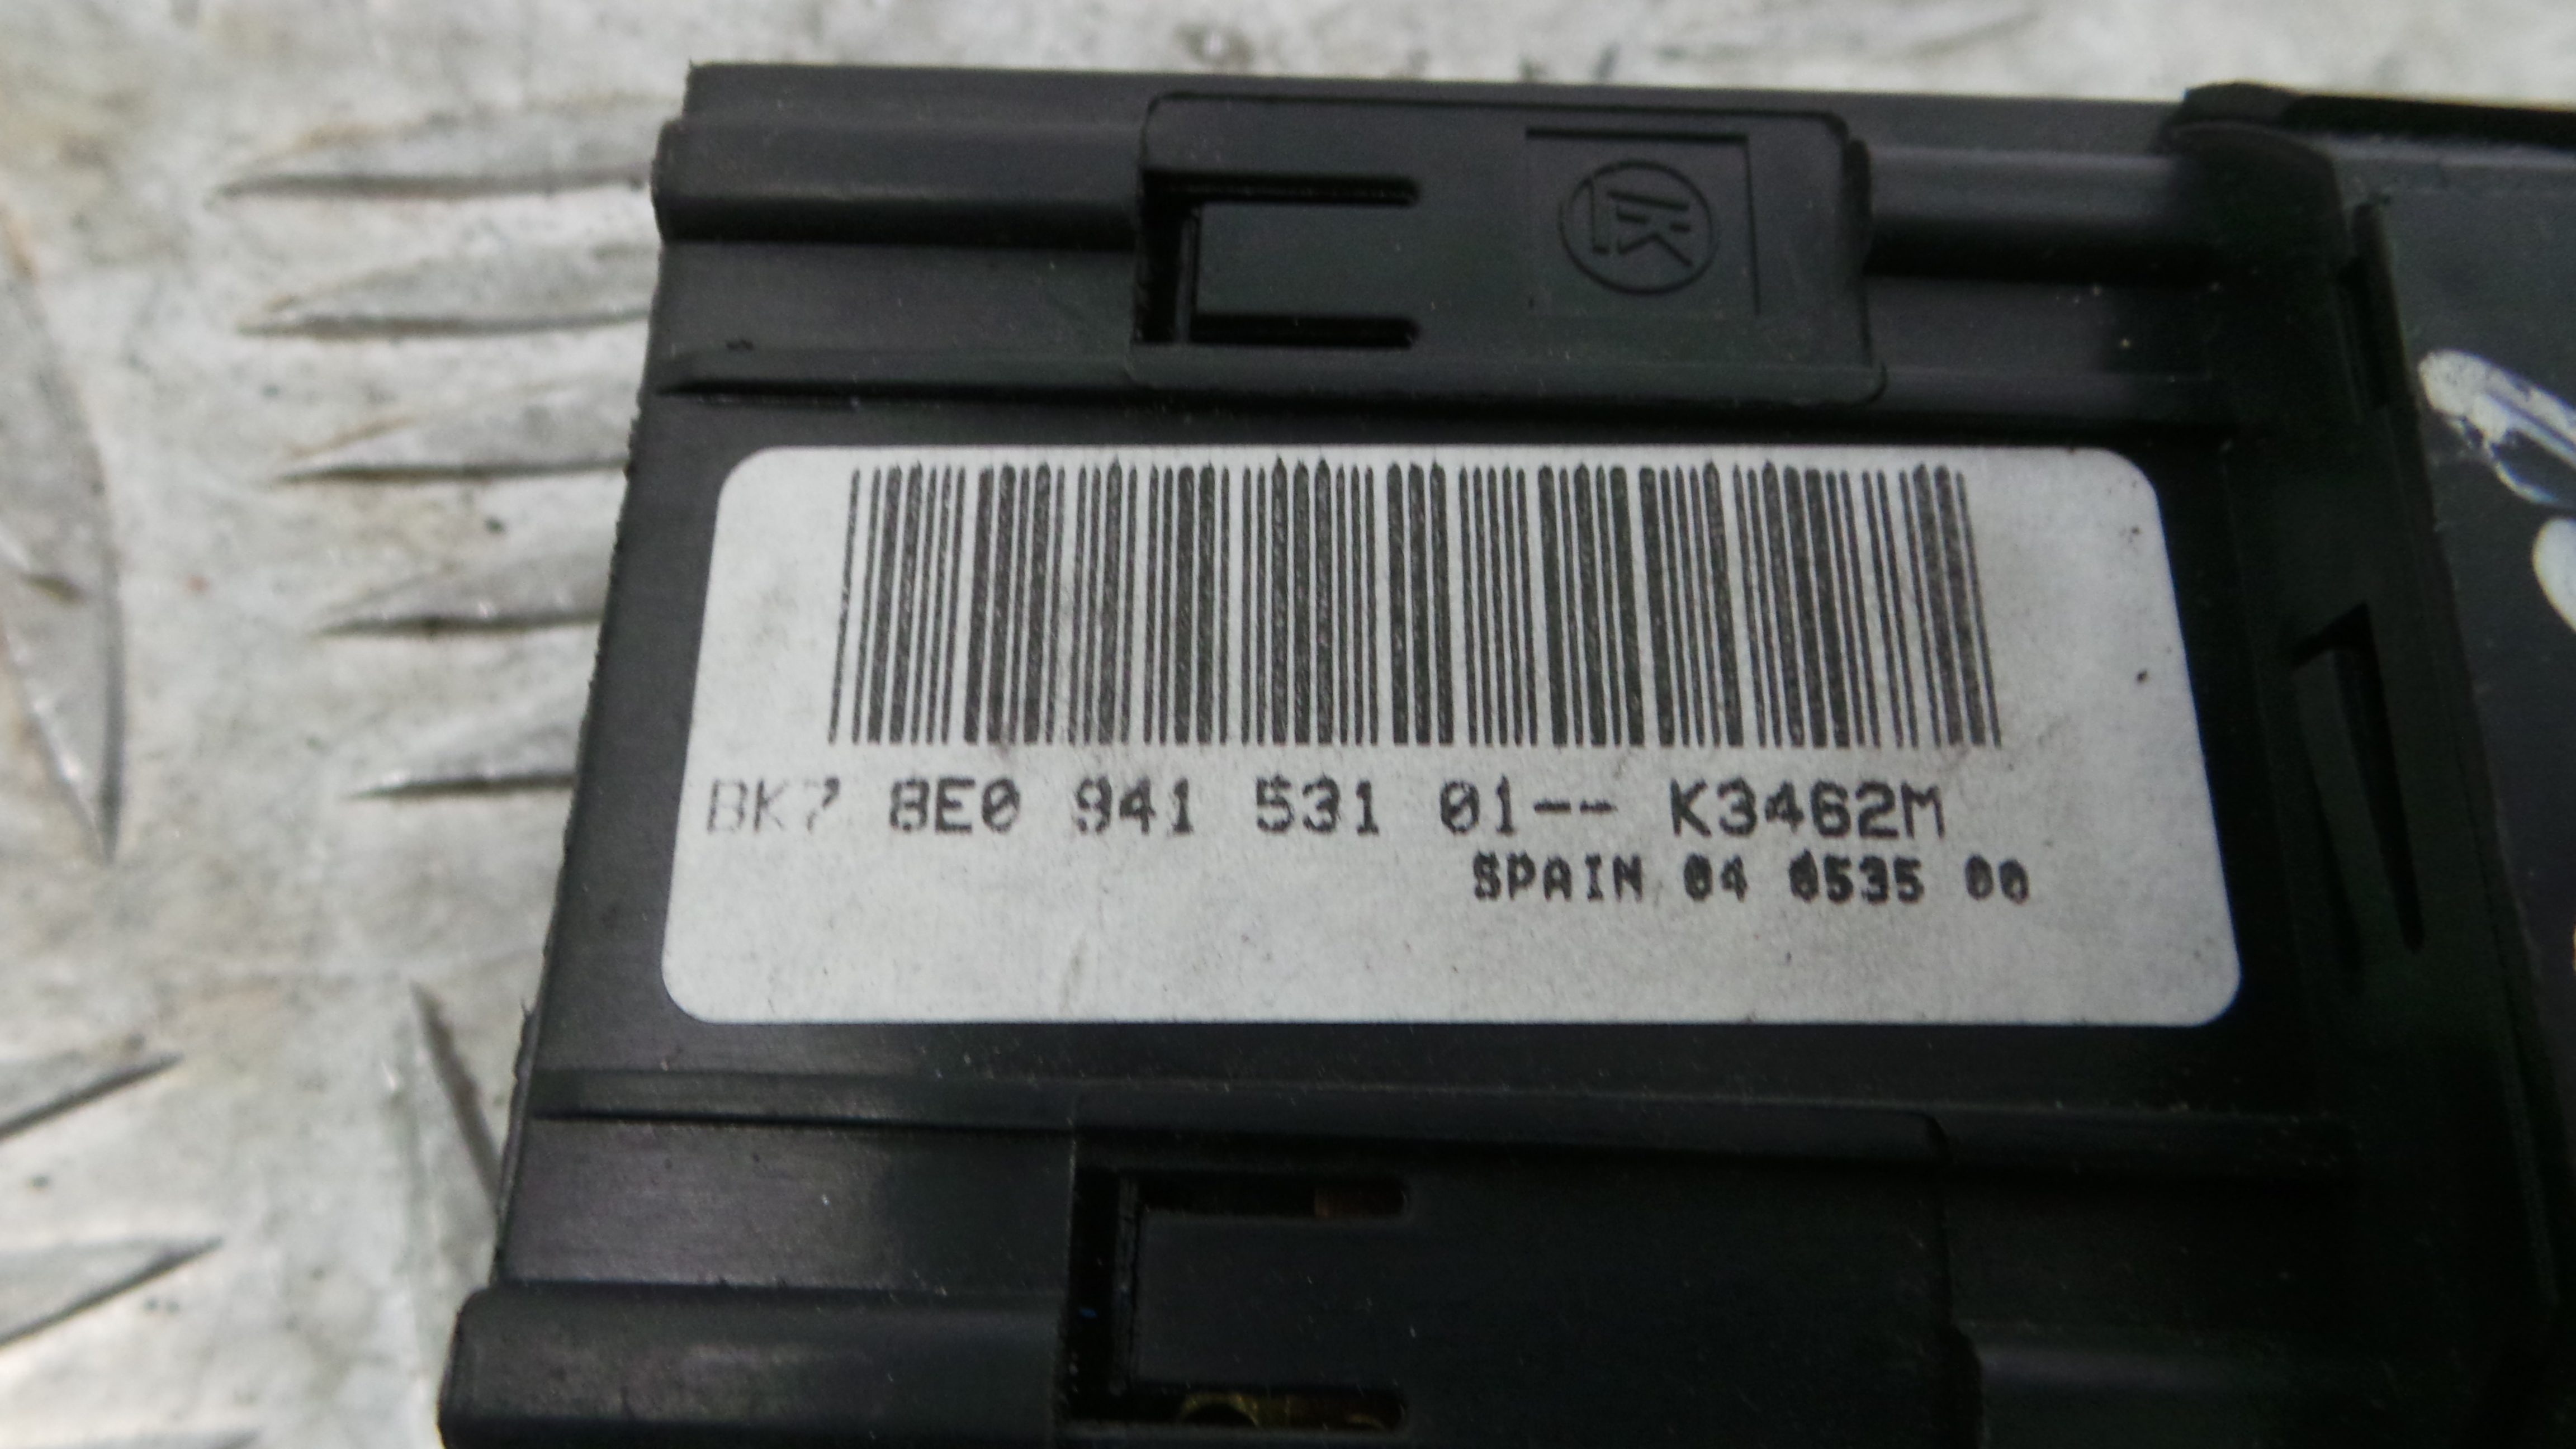 K
BK7 8E0 941 531 01-- K3462M
SPAIN 04 0535 00